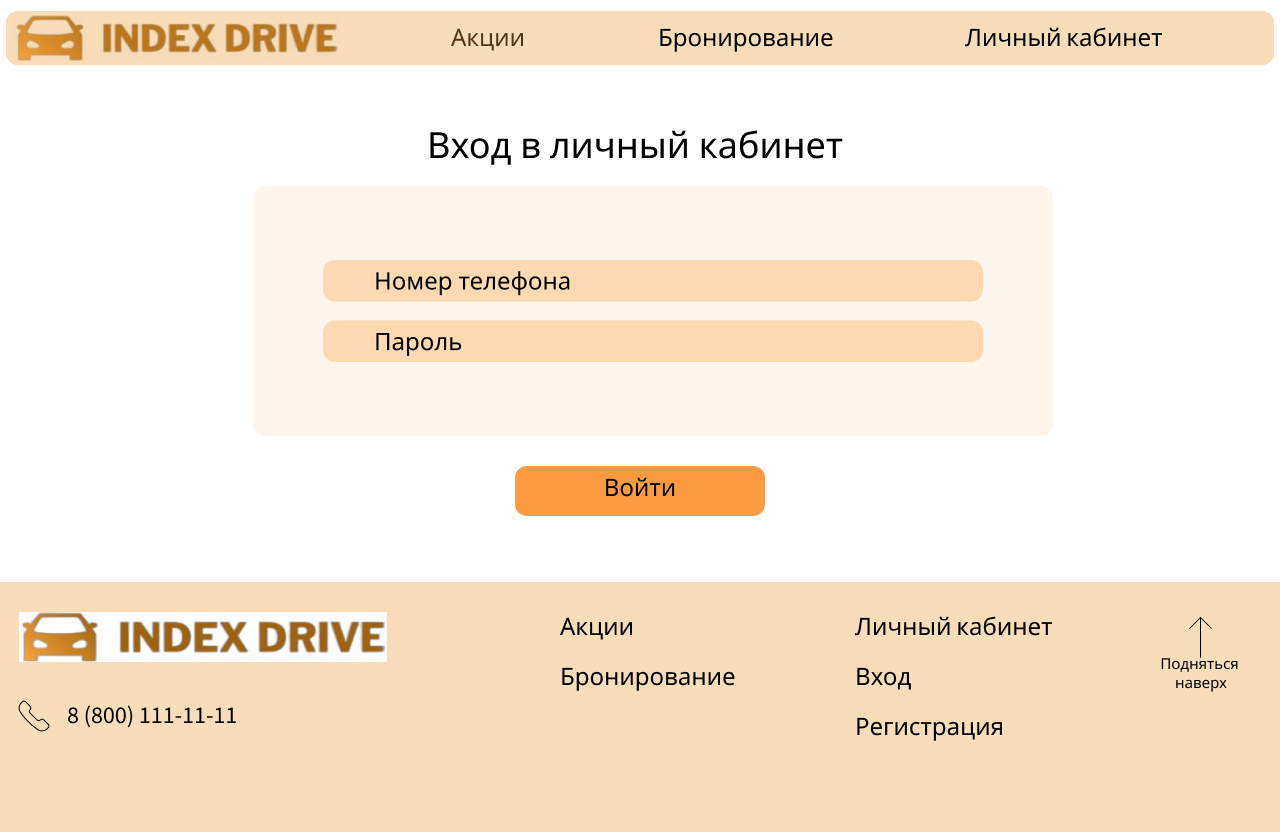 INDEX DRIVE
Акции
Бронирование
Личный кабинет
Вход в личный кабинет
Номер телефона
Пароль
Войти
INDEX DRIVE
8 (800) 111-11-11
Акции
Бронирование
Личный кабинет
Вход
Регистрация
Подняться
наверх